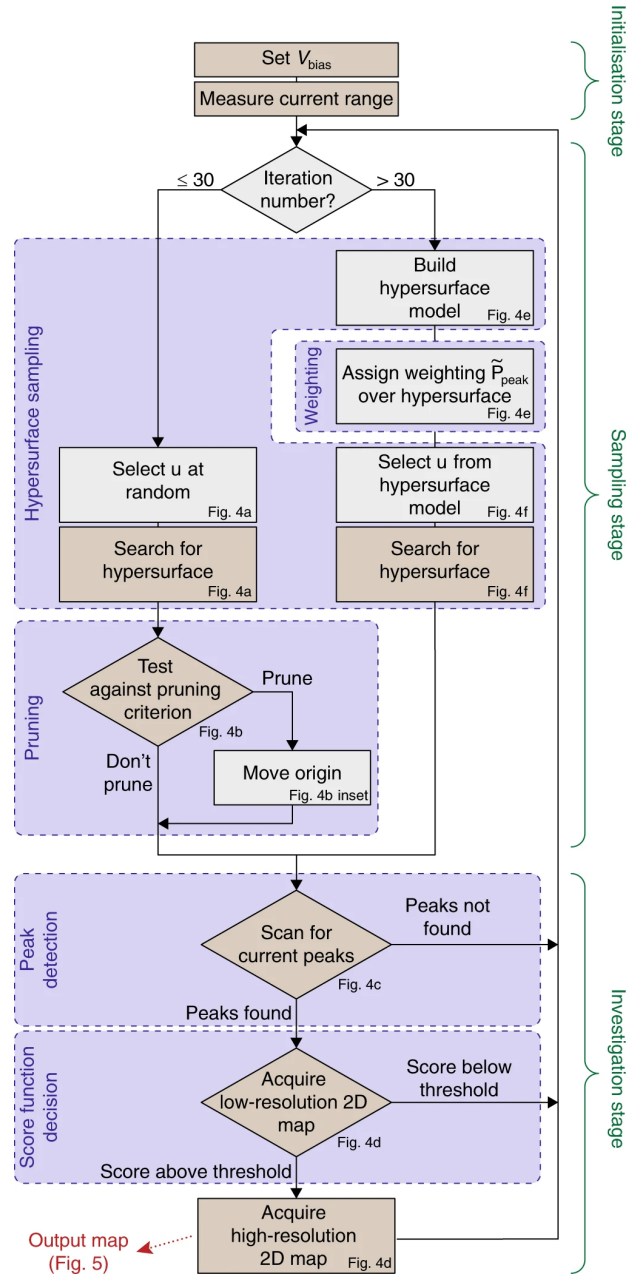 Initialisation stage
Set V_bias
Measure current range
Iteration
number?
≤ 30
> 30
Sampling stage
Hypersurface sampling
Build
hypersurface
model
Fig. 4e
Weighting
Assign weighting P̃_peak
over hypersurface
Fig. 4e
Select u at
random
Fig. 4a
Select u from
hypersurface
model
Fig. 4f
Search for
hypersurface
Fig. 4a
Search for
hypersurface
Fig. 4f
Pruning
Test
against pruning
criterion
Fig. 4b
Prune
Don't
prune
Move origin
Fig. 4b inset
Investigation stage
Peak
detection
Scan for
current peaks
Fig. 4c
Peaks not
found
Peaks found
Score function
decision
Acquire
low-resolution 2D
map
Fig. 4d
Score below
threshold
Score above threshold
Acquire
high-resolution
2D map
Fig. 4d
Output map
(Fig. 5)